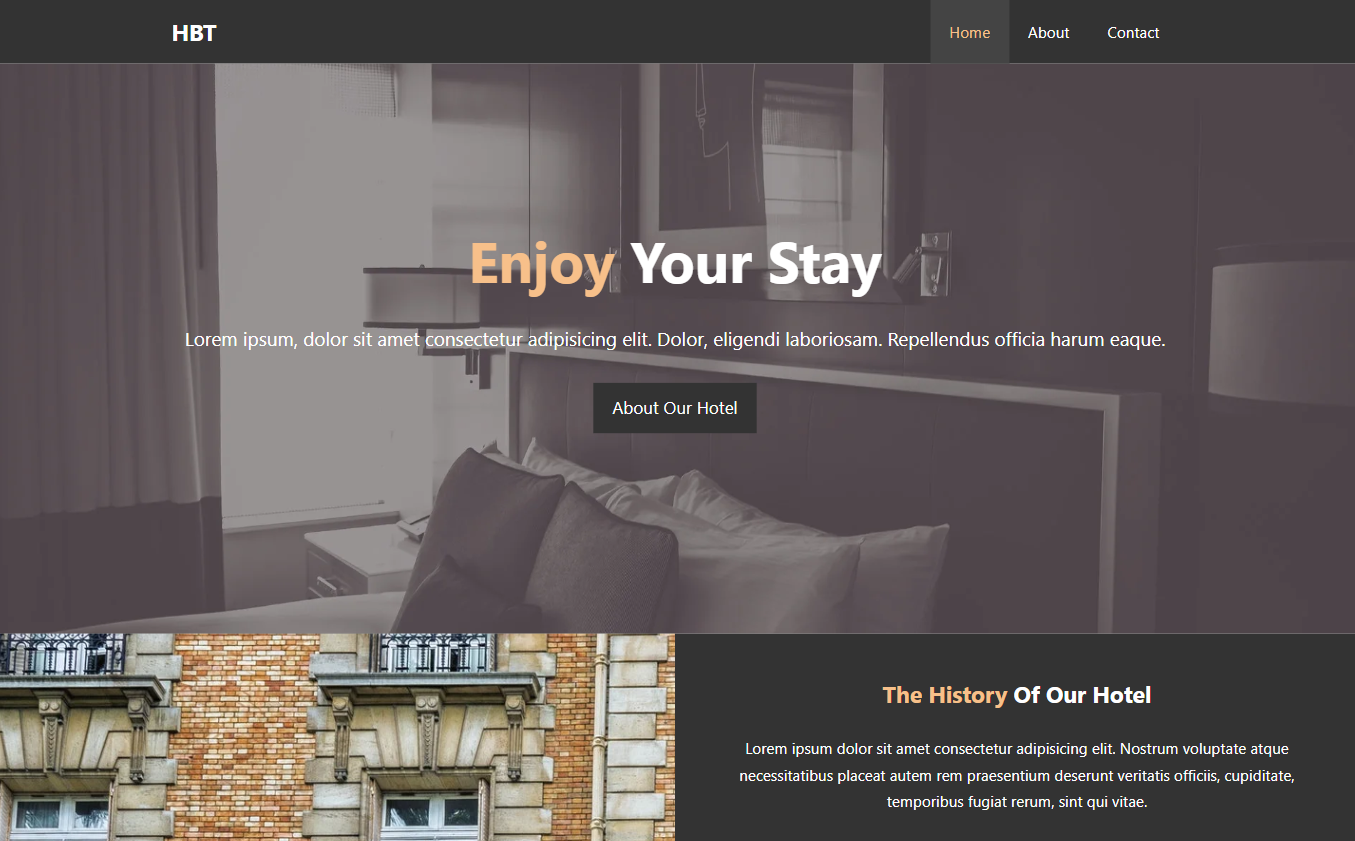 HBT
Home About Contact
Enjoy Your Stay
Lorem ipsum, dolor sit amet consectetur adipisicing elit. Dolor, eligendi laboriosam. Repellendus officia harum eaque.
About Our Hotel
The History Of Our Hotel
Lorem ipsum dolor sit amet consectetur adipisicing elit. Nostrum voluptate atque
necessitatibus placeat autem rem praesentium deserunt veritatis officiis, cupiditate,
temporibus fugiat rerum, sint qui vitae.